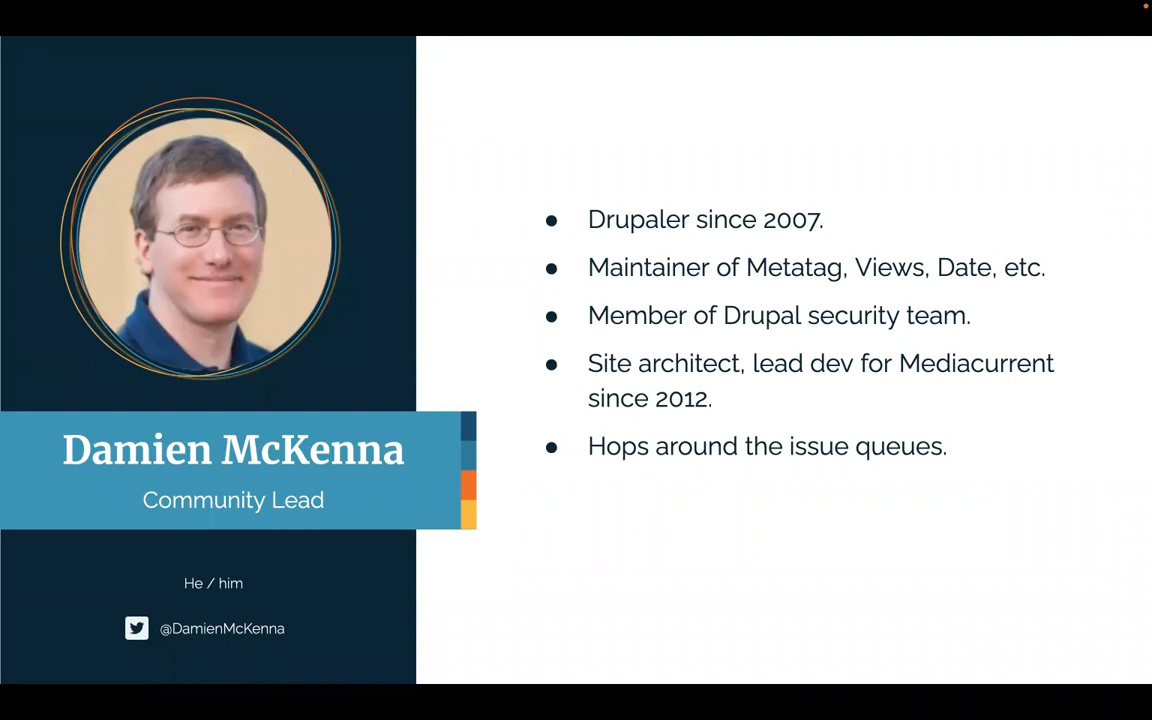 Damien McKenna
Community Lead
He / him
@DamienMcKenna
● Drupaler since 2007.
● Maintainer of Metatag, Views, Date, etc.
● Member of Drupal security team.
● Site architect, lead dev for Mediacurrent
since 2012.
● Hops around the issue queues.